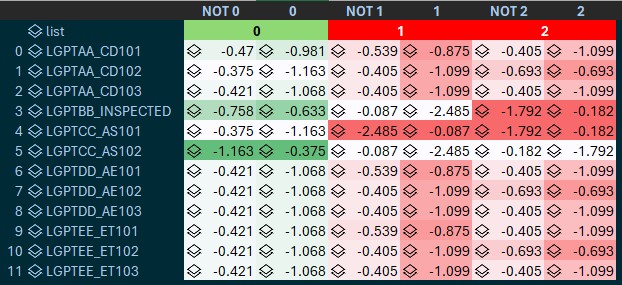 NOT 0 0 NOT 1 1 NOT 2 2
list 0 1 2
0 LGPTAA_CD101 -0.47 -0.981 -0.539 -0.875 -0.405 -1.099
1 LGPTAA_CD102 -0.375 -1.163 -0.405 -1.099 -0.693 -0.693
2 LGPTAA_CD103 -0.421 -1.068 -0.405 -1.099 -0.405 -1.099
3 LGPTBB_INSPECTED -0.758 -0.633 -0.087 -2.485 -1.792 -0.182
4 LGPTCC_AS101 -0.375 -1.163 -2.485 -0.087 -1.792 -0.182
5 LGPTCC_AS102 -1.163 -0.375 -0.087 -2.485 -0.182 -1.792
6 LGPTDD_AE101 -0.421 -1.068 -0.539 -0.875 -0.405 -1.099
7 LGPTDD_AE102 -0.421 -1.068 -0.405 -1.099 -0.693 -0.693
8 LGPTDD_AE103 -0.421 -1.068 -0.405 -1.099 -0.405 -1.099
9 LGPTEE_ET101 -0.421 -1.068 -0.539 -0.875 -0.405 -1.099
10 LGPTEE_ET102 -0.421 -1.068 -0.405 -1.099 -0.693 -0.693
11 LGPTEE_ET103 -0.421 -1.068 -0.405 -1.099 -0.405 -1.099